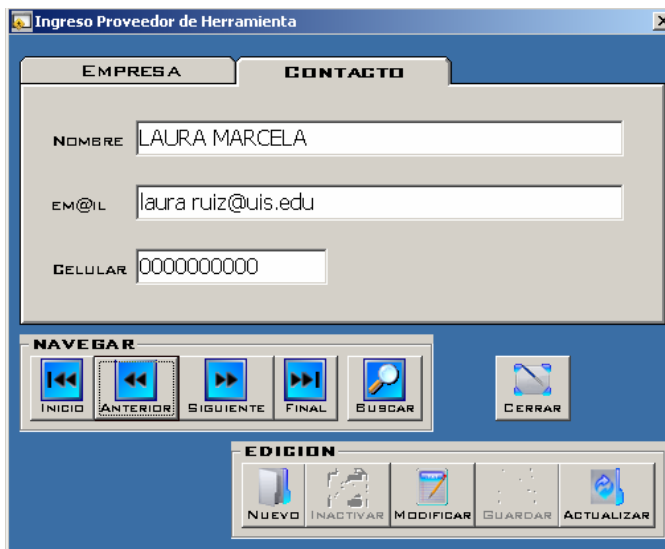 Ingreso Proveedor de Herramienta
EMPRESA CONTACTO
NOMBRE LAURA MARCELA
EM@IL laura ruiz@uis.edu
CELULAR 0000000000
NAVEGAR
INICIO ANTERIOR SIGUIENTE FINAL BUSCAR CERRAR
EDICION
NUEVO INACTIVAR MODIFICAR GUARDAR ACTUALIZAR